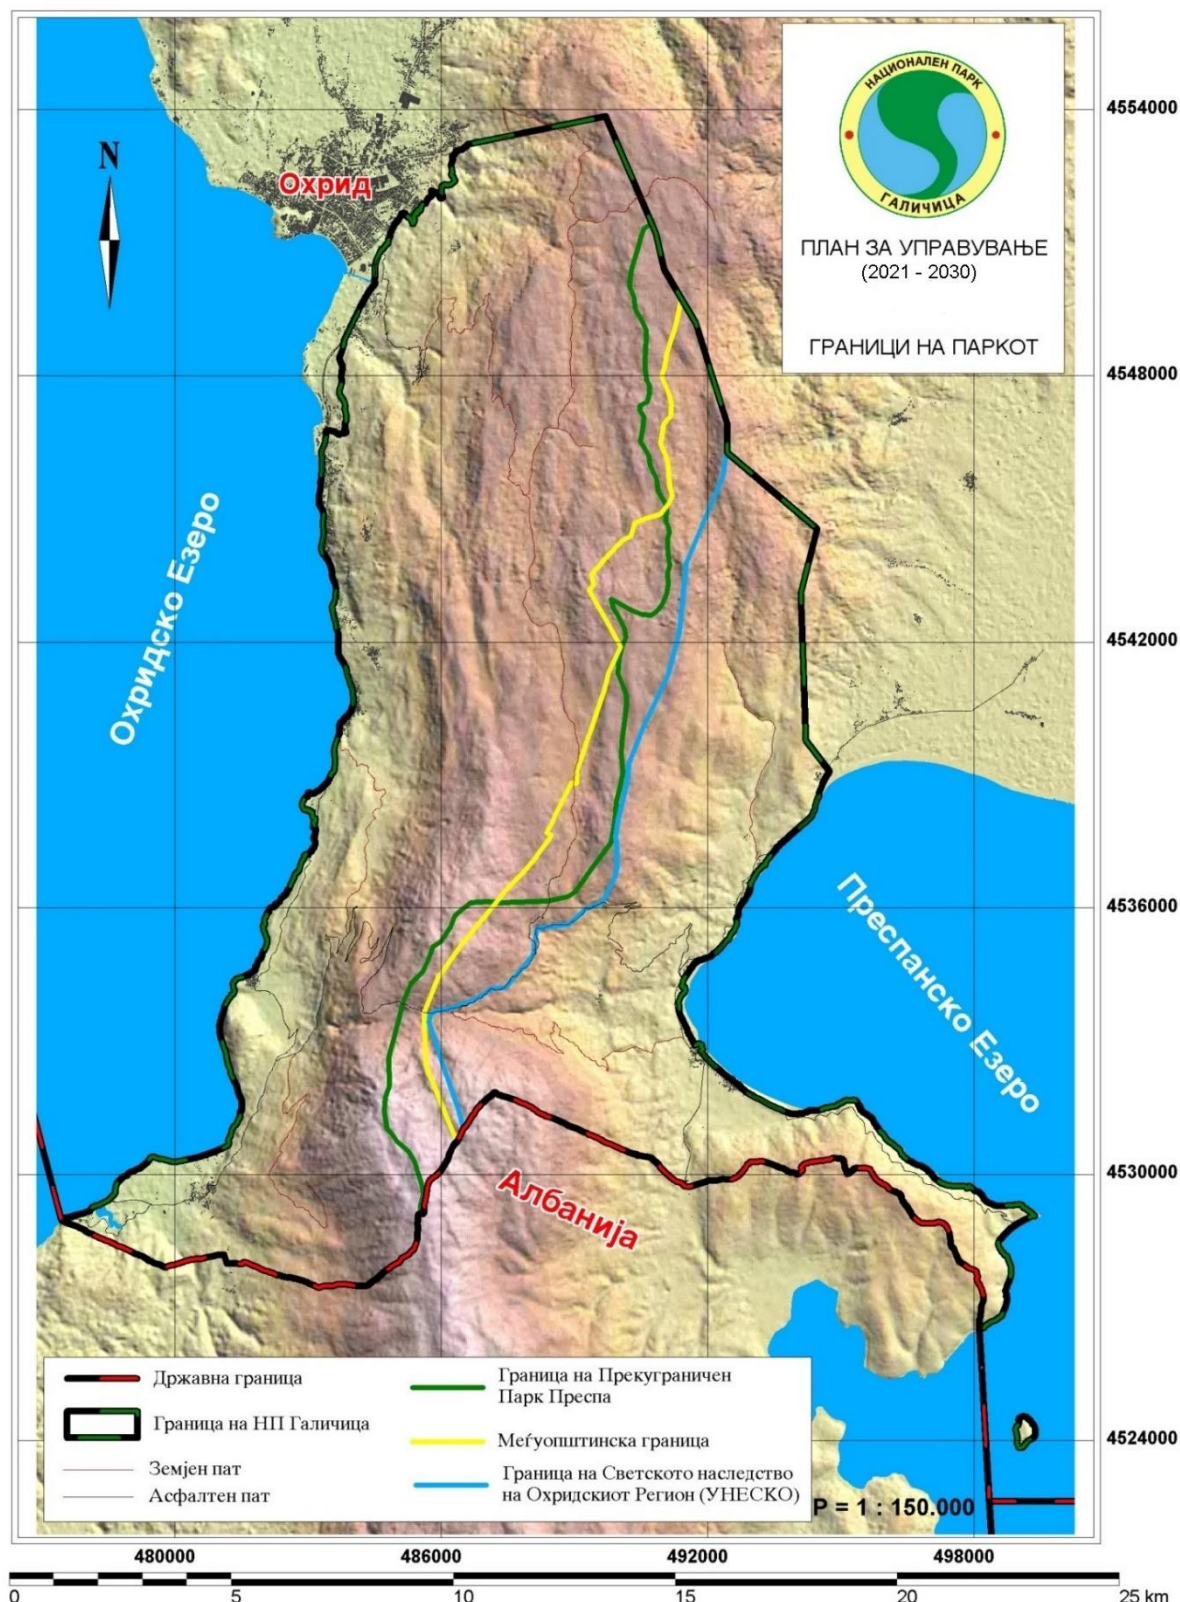 НАЦИОНАЛЕН ПАРК
ГАЛИЧИЦА
ПЛАН ЗА УПРАВУВАЊЕ
(2021 - 2030)
ГРАНИЦИ НА ПАРКОТ
N
Охрид
4554000
4548000
Охридско Езеро
4542000
4536000
Преспанско Езеро
4530000
Албанија
Државна граница
Граница на НП Галичица
Земјен пат
Асфалтен пат
Граница на Прекуграничен
Парк Преспа
Меѓуопштинска граница
Граница на Светското наследство
на Охридскиот Регион (УНЕСКО)
4524000
Р = 1 : 150.000
480000 486000 492000 498000
0 5 10 15 20 25 km